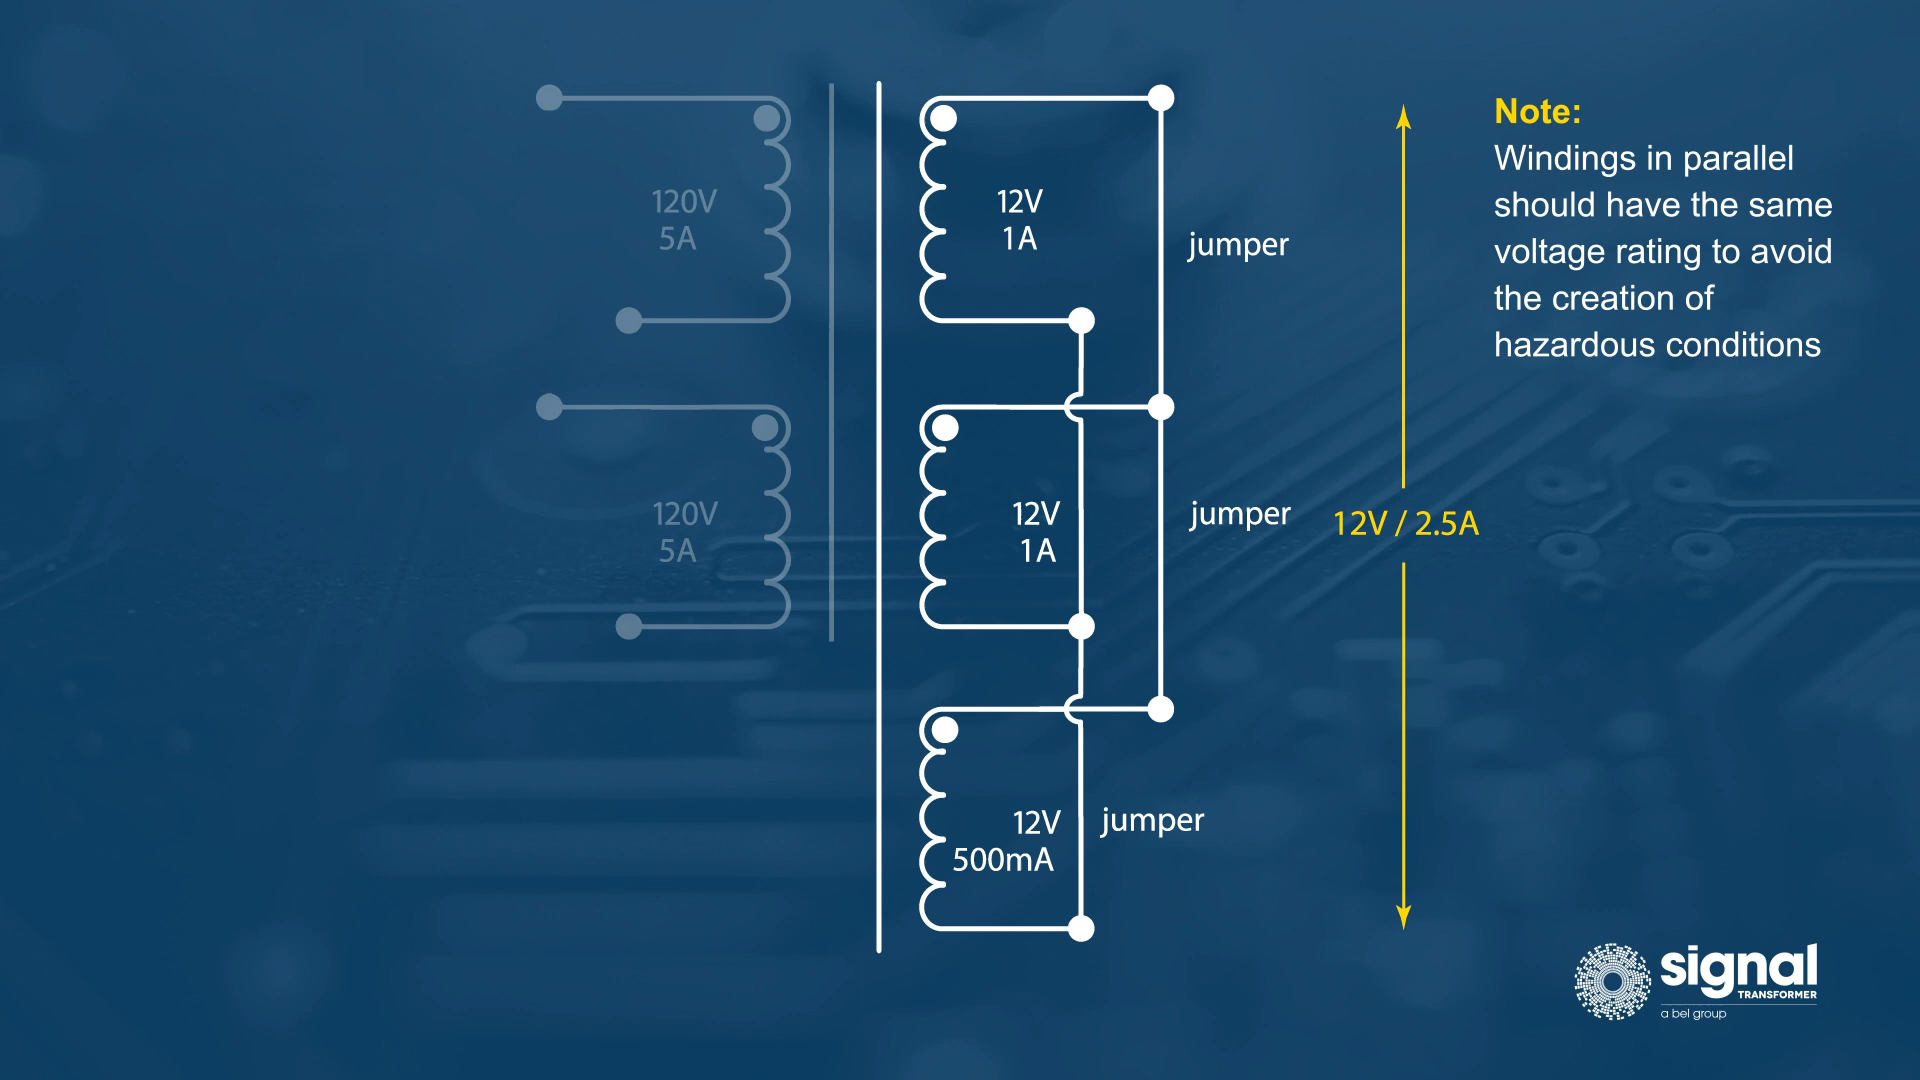 120V
5A
120V
5A
12V
1A
jumper
12V
1A
jumper
12V
500mA
jumper
12V / 2.5A
Note:
Windings in parallel
should have the same
voltage rating to avoid
the creation of
hazardous conditions
signal
TRANSFORMER
a bel group